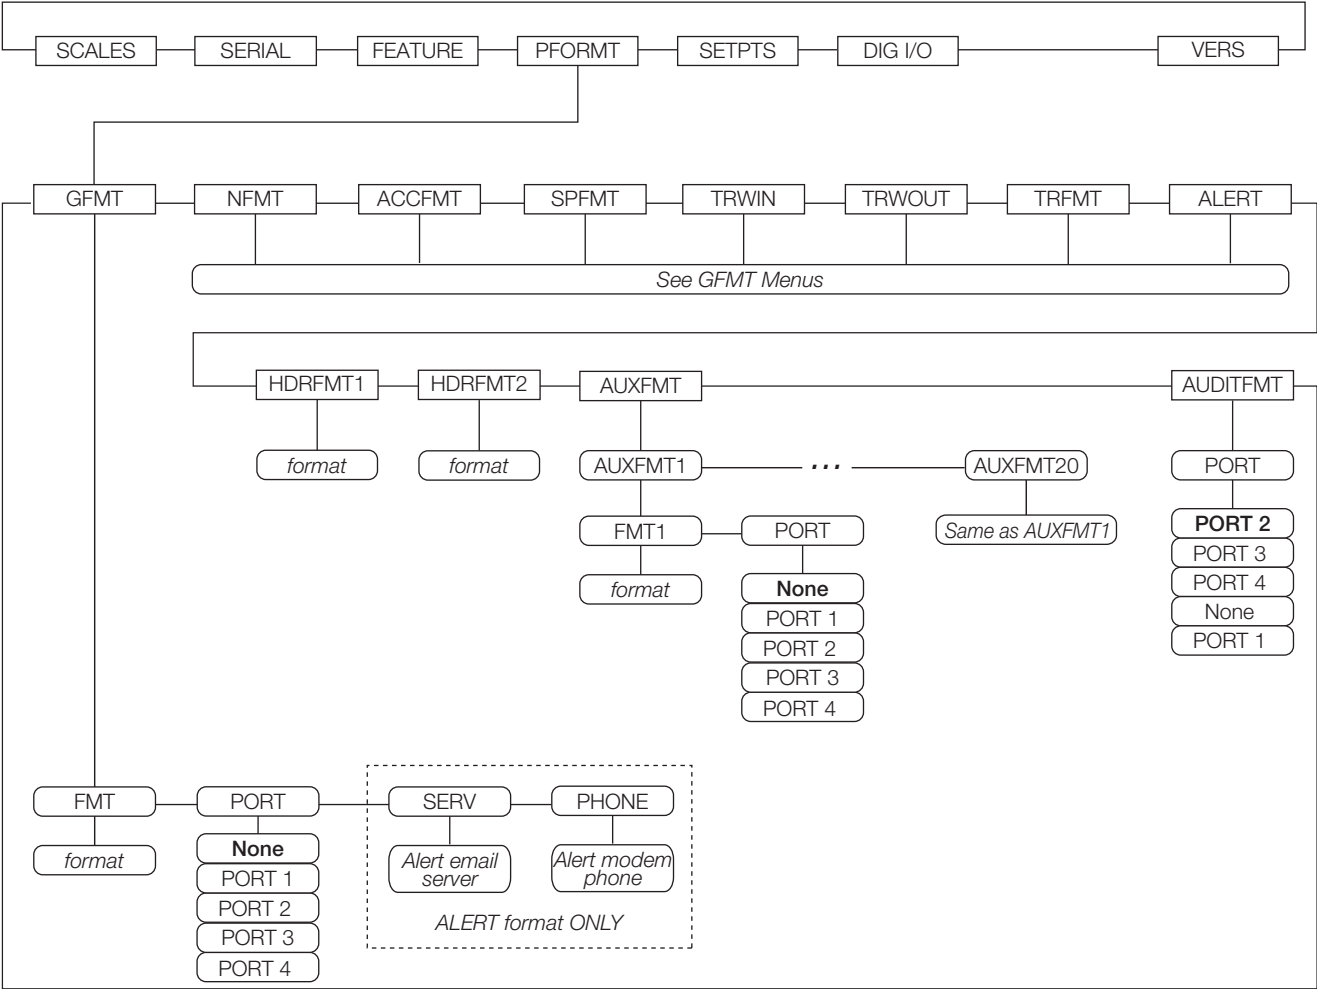 SCALES SERIAL FEATURE PFORMT SETPTS DIG I/O VERS
GFMT NFMT ACCFMT SPFMT TRWIN TRWOUT TRFMT ALERT
See GFMT Menus
HDRFMT1 HDRFMT2 AUXFMT AUDITFMT
format format AUXFMT1 ... AUXFMT20 PORT
FMT1 PORT Same as AUXFMT1 PORT 2
PORT 3
format None PORT 4
PORT 1 None
PORT 2 PORT 1
PORT 3
PORT 4
FMT PORT SERV PHONE
format None Alert email server Alert modem phone
PORT 1
PORT 2 ALERT format ONLY
PORT 3
PORT 4